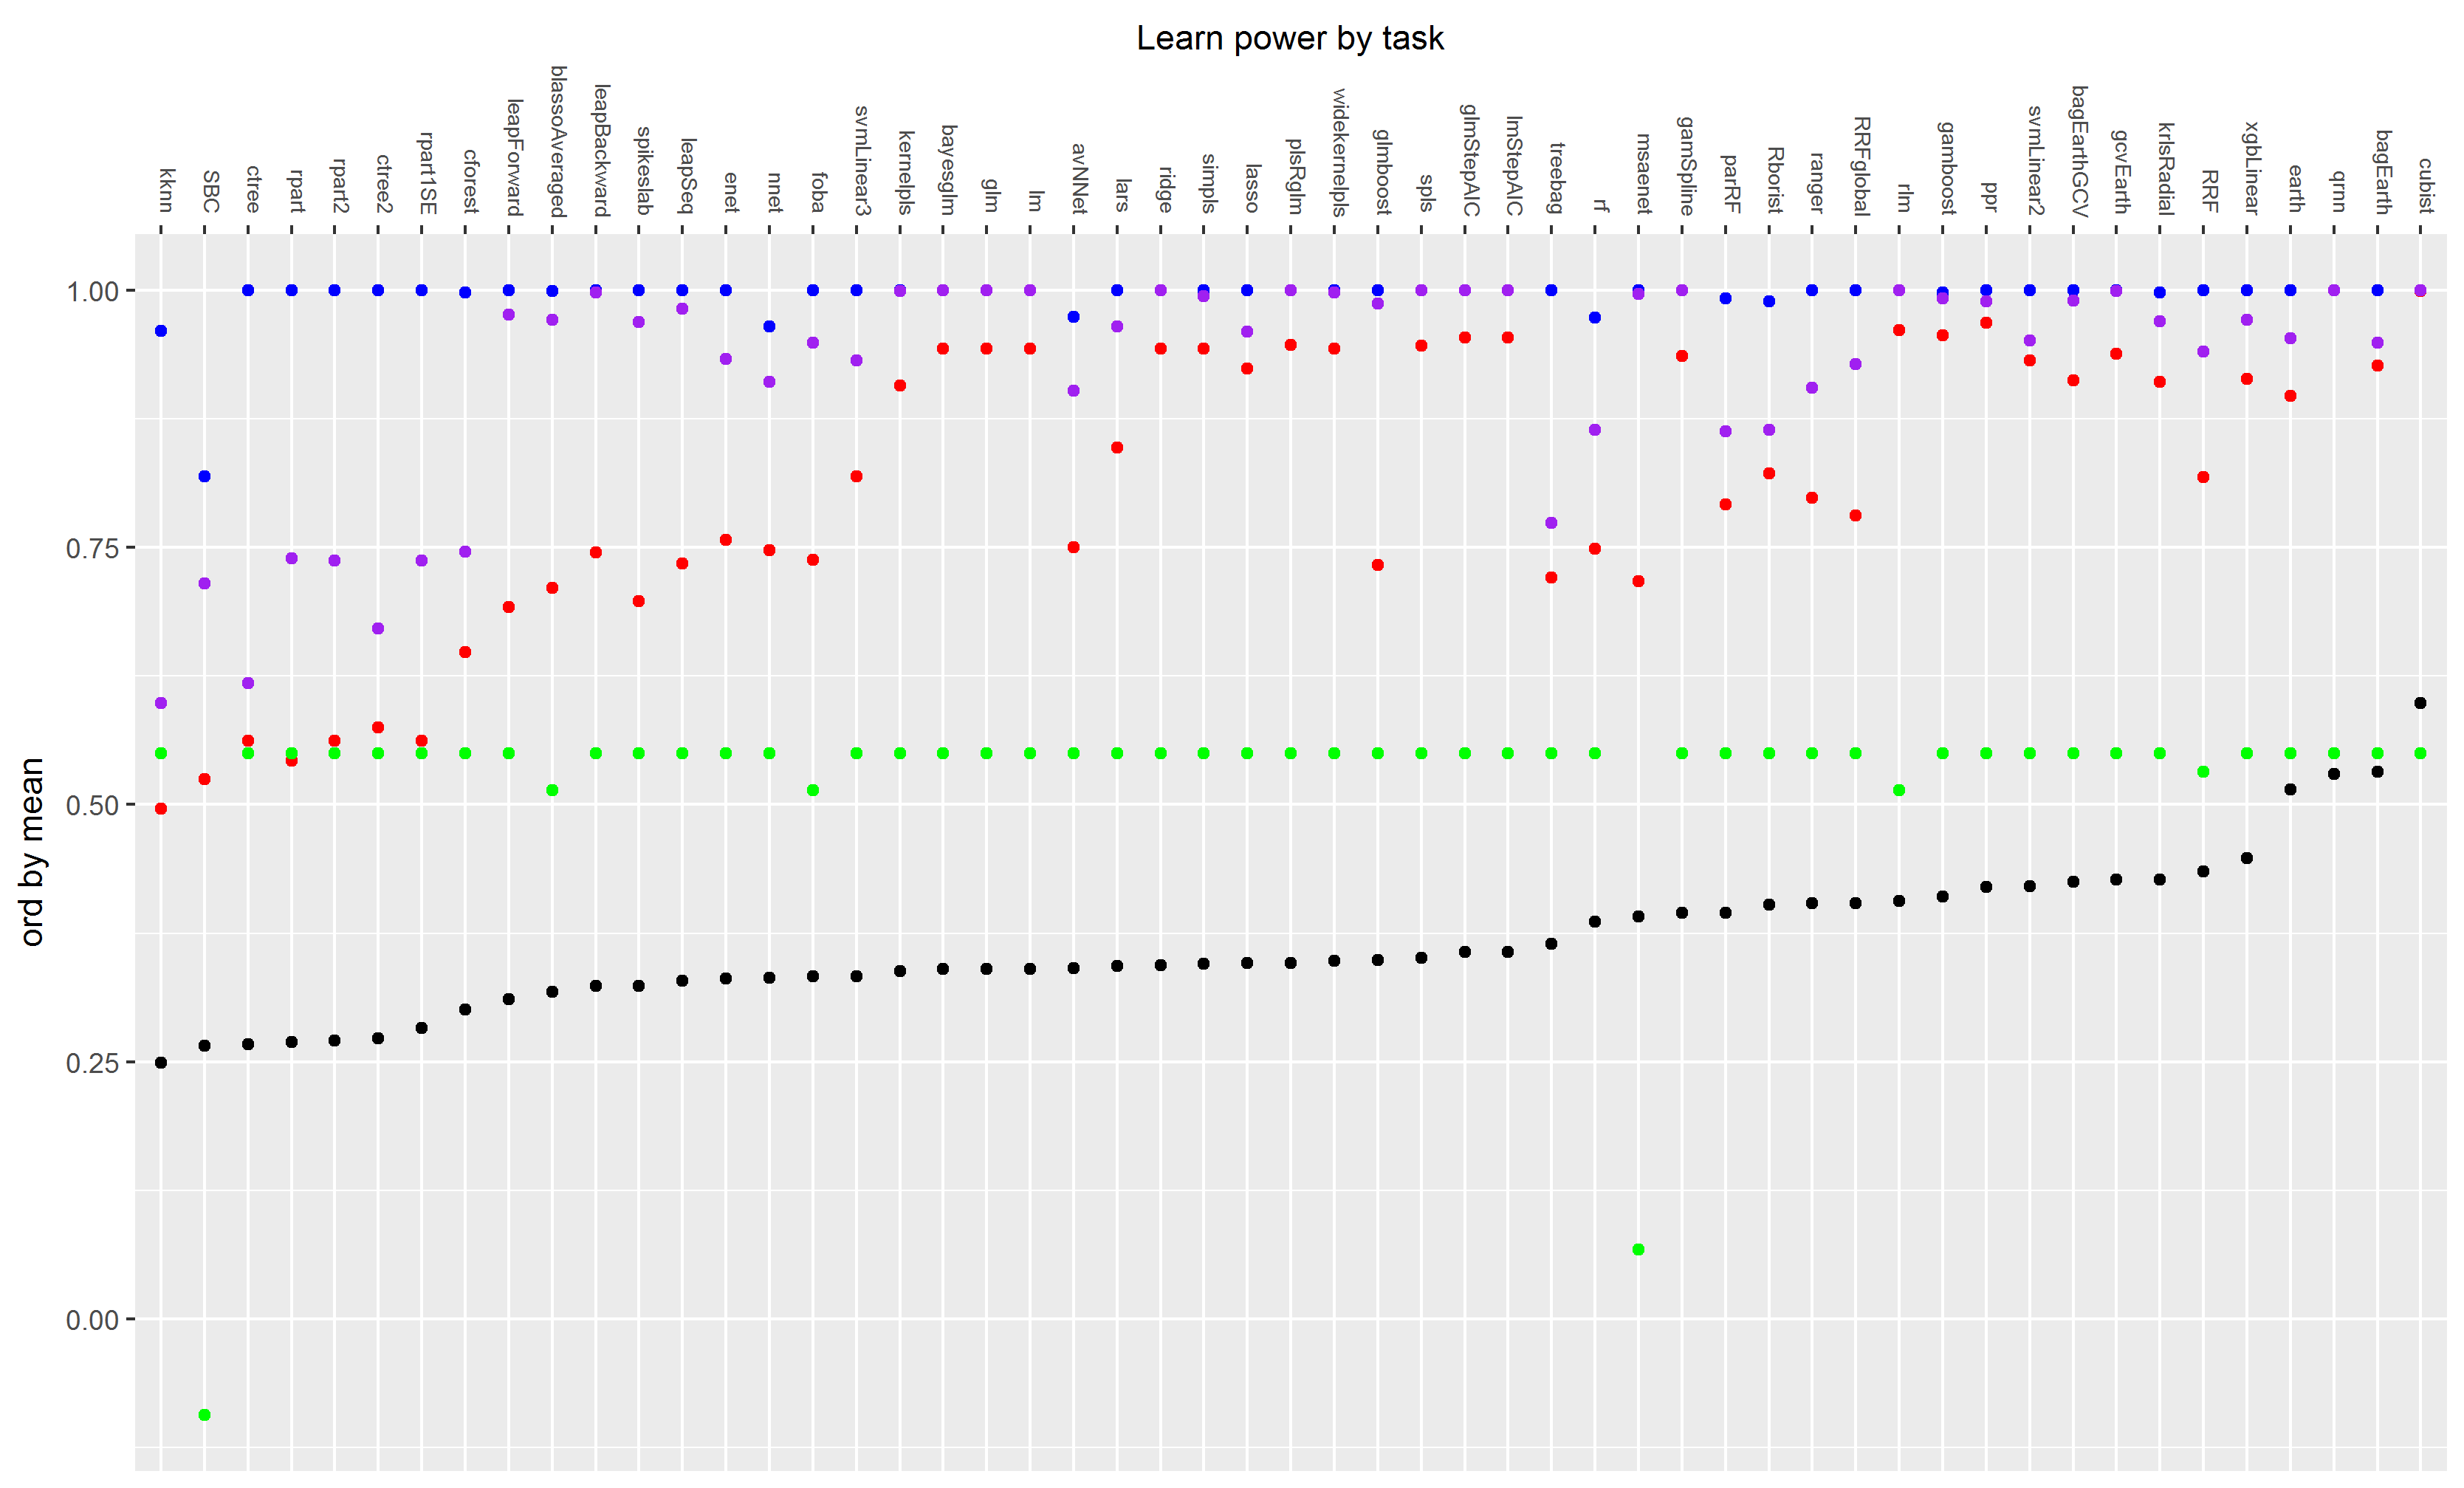 Learn power by task
kknn
SBC
ctree
rpart
rpart2
ctree2
rpart1SE
cforest
leapForward
blassoAveraged
leapBackward
spikeslab
leapSeq
enet
nnet
foba
svmLinear3
kernelpls
bayesglm
glm
lm
avNNet
lars
ridge
simpls
lasso
plsRglm
widekernelpls
glmboost
spls
glmStepAIC
lmStepAIC
treebag
rf
msaenet
gamSpline
parRF
Rborist
ranger
RRFglobal
rlm
gamboost
ppr
svmLinear2
bagEarthGCV
gcvEarth
krlsRadial
RRF
xgbLinear
earth
qrnn
bagEarth
cubist
1.00
0.75
0.50
0.25
0.00
ord by mean